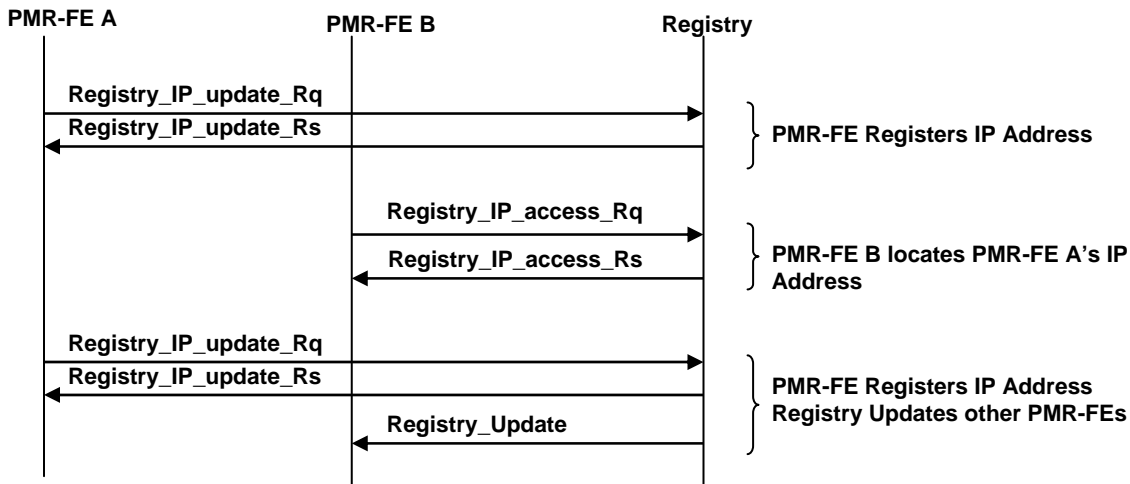 PMR-FE A
PMR-FE B
Registry
Registry_IP_update_Rq
Registry_IP_update_Rs
PMR-FE Registers IP Address
Registry_IP_access_Rq
Registry_IP_access_Rs
PMR-FE B locates PMR-FE A’s IP
Address
Registry_IP_update_Rq
Registry_IP_update_Rs
Registry_Update
PMR-FE Registers IP Address
Registry Updates other PMR-FEs